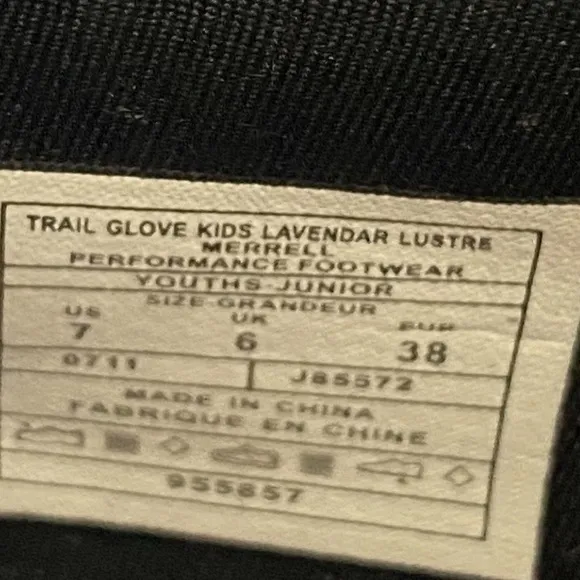 TRAIL GLOVE KIDS LAVENDAR LUSTRE
MERRELL
PERFORMANCE FOOTWEAR
YOUTHS-JUNIOR
SIZE-GRANDEUR
US UK EUR
7 6 38
0711 J85572
MADE IN CHINA
FABRIQUE EN CHINE
955857